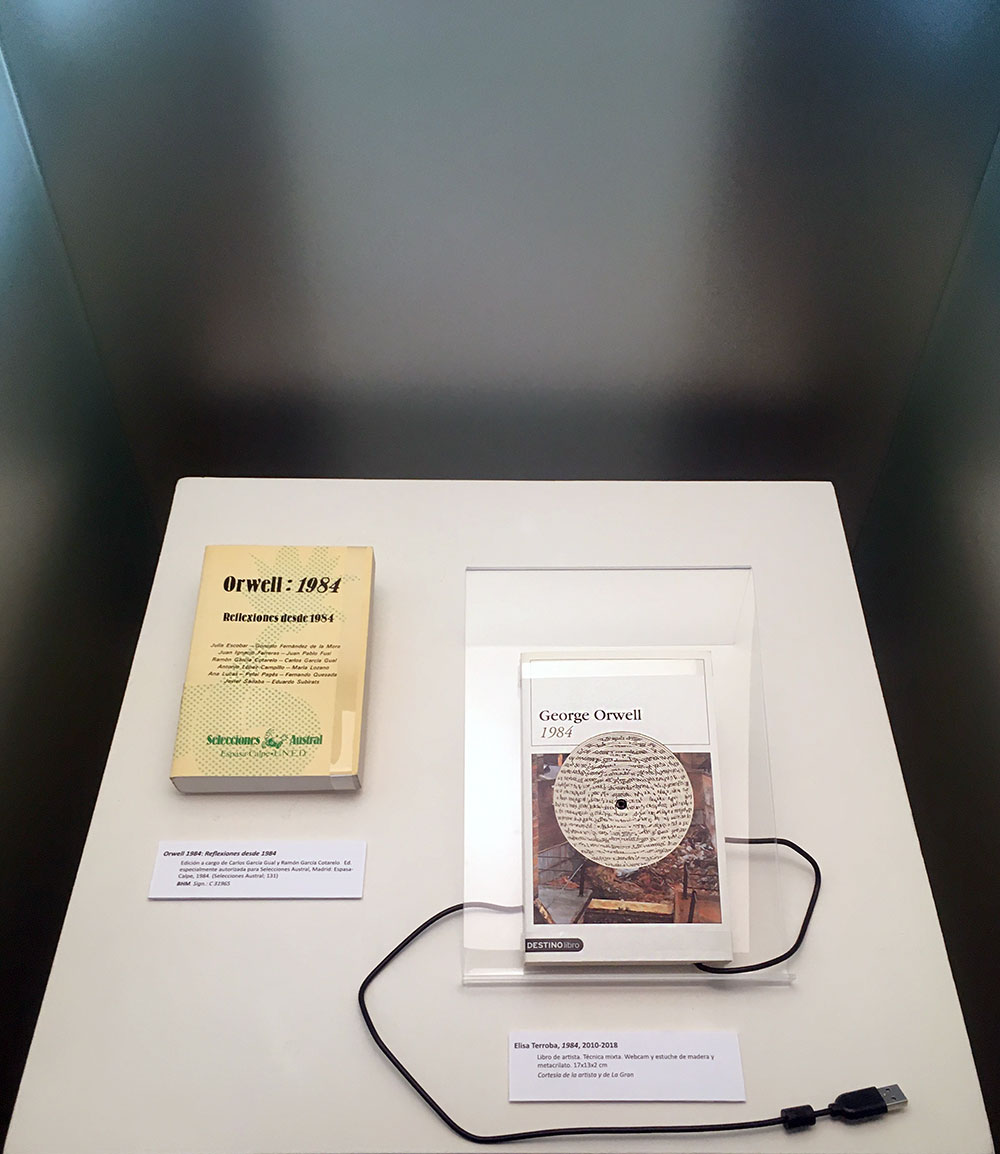 Orwell : 1984
Reflexiones desde 1984
Julia Escobar – Gonzalo Fernández de la Mora
Juan Ignacio Ferreras – Juan Pablo Fusi
Ramón García Cotarelo – Carlos García Gual
Antonio López Campillo – María Lozano
Ana Lucas – Pelai Pagès – Fernando Quesada
Javier Sádaba – Eduardo Subirats
Selecciones Austral
Espasa-Calpe N.E.D.
Orwell 1984: Reflexiones desde 1984
Edición a cargo de Carlos García Gual y Ramón García Cotarelo Ed.
especialmente autorizada para Selecciones Austral, Madrid: Espasa-
Calpe, 1984. (Selecciones Austral; 131)
BHM. Sign.: C 31965
George Orwell
1984
DESTINO libro
Elisa Terroba, 1984, 2010-2018
Libro de artista. Técnica mixta. Webcam y estuche de madera y
metacrilato. 17x13x2 cm
Cortesía de la artista y de La Gran